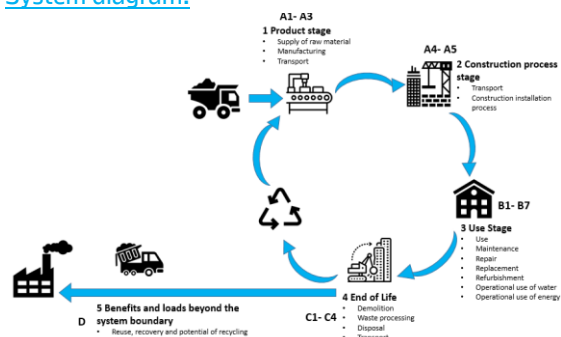 System diagram:
A1- A3
1 Product stage
• Supply of raw material
• Manufacturing
• Transport
A4- A5
2 Construction process
stage
• Transport
• Construction installation
process
B1- B7
3 Use Stage
• Use
• Maintenance
• Repair
• Replacement
• Refurbishment
• Operational use of water
• Operational use of energy
C1- C4
4 End of Life
• Demolition
• Waste processing
• Disposal
• Transport
D
5 Benefits and loads beyond the
system boundary
• Reuse, recovery and potential of recycling